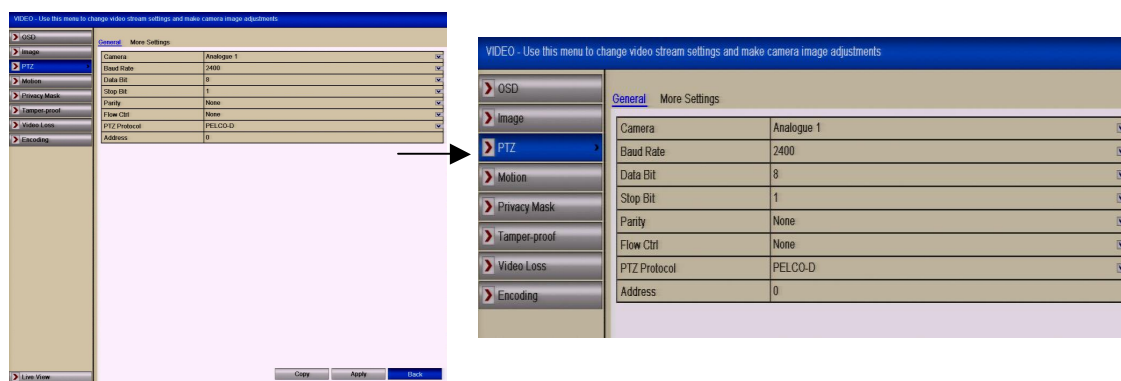 VIDEO - Use this menu to change video stream settings and make camera image adjustments
OSD
Image
PTZ
Motion
Privacy Mask
Tamper-proof
Video Loss
Encoding
Live View
General More Settings
Camera Analogue 1
Baud Rate 2400
Data Bit 8
Stop Bit 1
Parity None
Flow Ctrl None
PTZ Protocol PELCO-D
Address 0
Copy Apply Back
VIDEO - Use this menu to change video stream settings and make camera image adjustments
OSD
Image
PTZ
Motion
Privacy Mask
Tamper-proof
Video Loss
Encoding
General More Settings
Camera Analogue 1
Baud Rate 2400
Data Bit 8
Stop Bit 1
Parity None
Flow Ctrl None
PTZ Protocol PELCO-D
Address 0